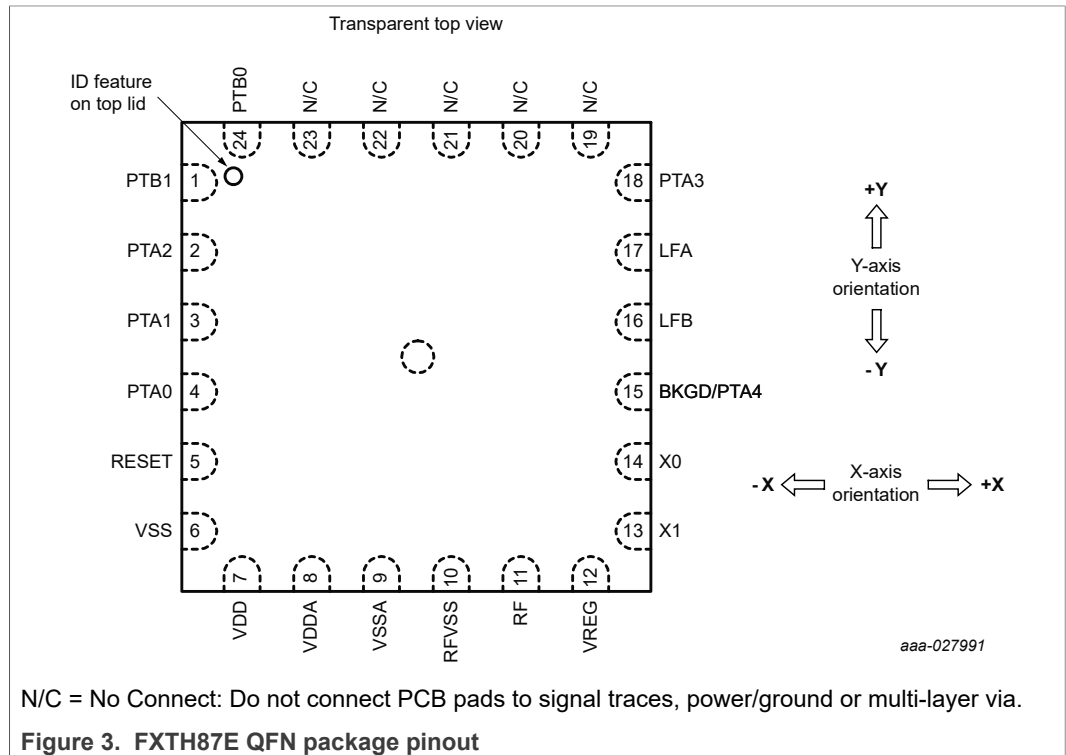 Transparent top view
ID feature
on top lid
PTB0
N/C
N/C
N/C
N/C
N/C
24
23
22
21
20
19
PTB1 1
18 PTA3
PTA2 2
17 LFA
PTA1 3
16 LFB
PTA0 4
15 BKGD/PTA4
RESET 5
14 X0
VSS 6
13 X1
7
8
9
10
11
12
VDD
VDDA
VSSA
RFVSS
RF
VREG
+Y
Y-axis
orientation
- Y
- X
X-axis
orientation
+X
aaa-027991
N/C = No Connect: Do not connect PCB pads to signal traces, power/ground or multi-layer via.
Figure 3. FXTH87E QFN package pinout